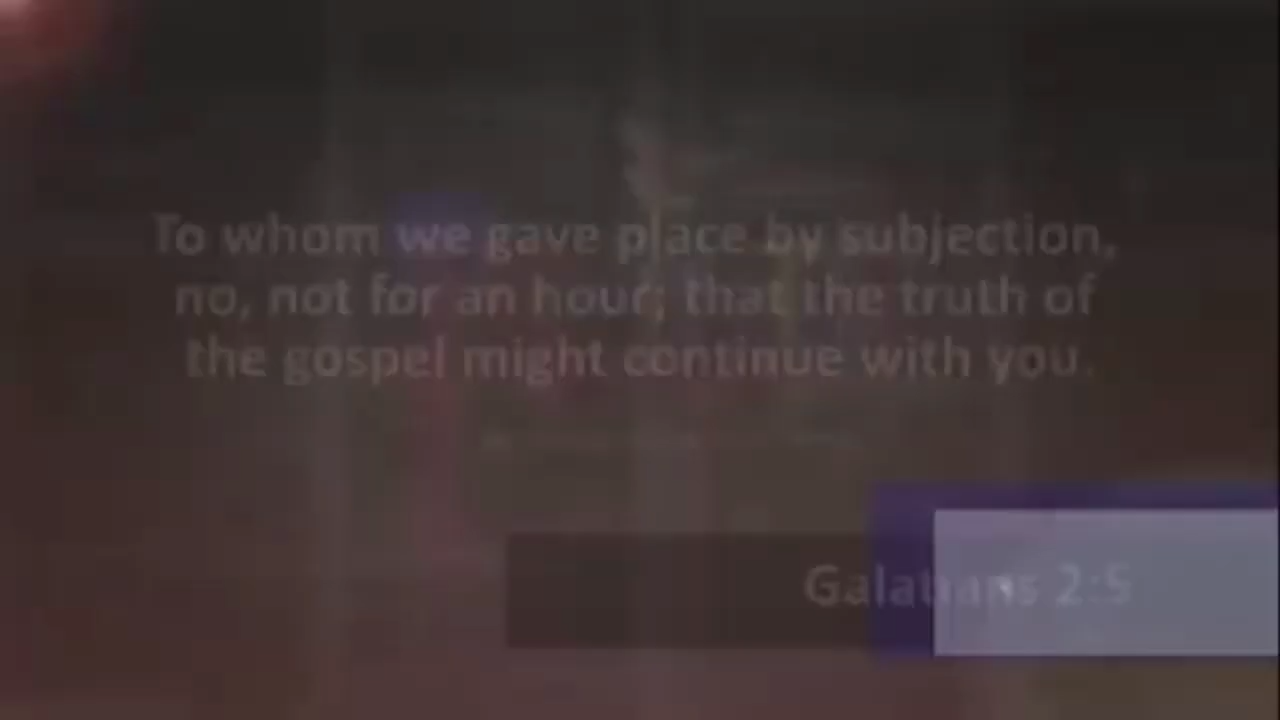 To whom we gave place by subjection,
no, not for an hour; that the truth of
the gospel might continue with you.
Galatians 2:5